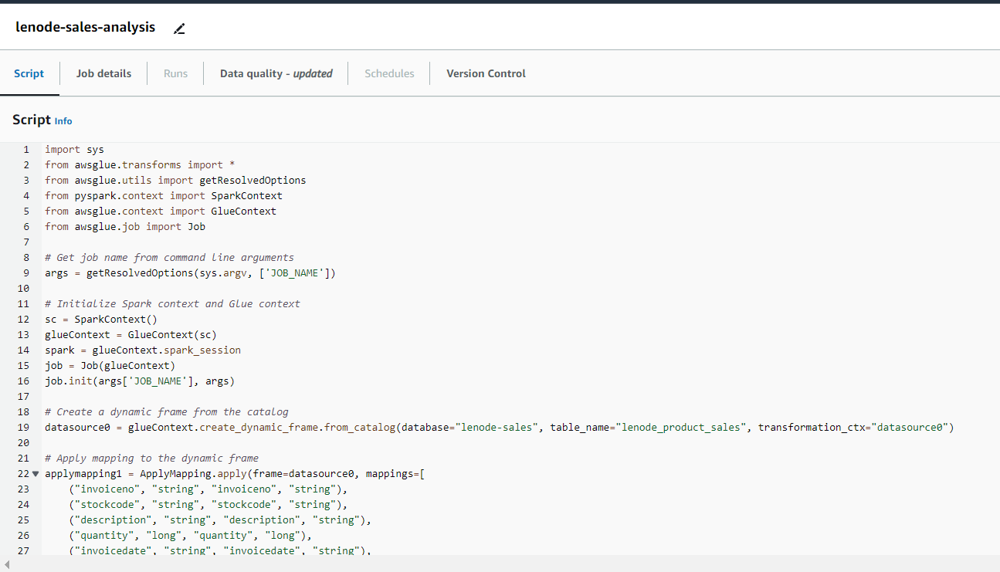 lenode-sales-analysis
Script Job details Runs Data quality - updated Schedules Version Control
Script Info
1 import sys
2 from awsglue.transforms import *
3 from awsglue.utils import getResolvedOptions
4 from pyspark.context import SparkContext
5 from awsglue.context import GlueContext
6 from awsglue.job import Job
7
8 # Get job name from command line arguments
9 args = getResolvedOptions(sys.argv, ['JOB_NAME'])
10
11 # Initialize Spark context and Glue context
12 sc = SparkContext()
13 glueContext = GlueContext(sc)
14 spark = glueContext.spark_session
15 job = Job(glueContext)
16 job.init(args['JOB_NAME'], args)
17
18 # Create a dynamic frame from the catalog
19 datasource0 = glueContext.create_dynamic_frame.from_catalog(database="lenode-sales", table_name="lenode_product_sales", transformation_ctx="datasource0")
20
21 # Apply mapping to the dynamic frame
22 applymapping1 = ApplyMapping.apply(frame=datasource0, mappings=[
23     ("invoiceno", "string", "invoiceno", "string"),
24     ("stockcode", "string", "stockcode", "string"),
25     ("description", "string", "description", "string"),
26     ("quantity", "long", "quantity", "long"),
27     ("invoicedate", "string", "invoicedate", "string"),